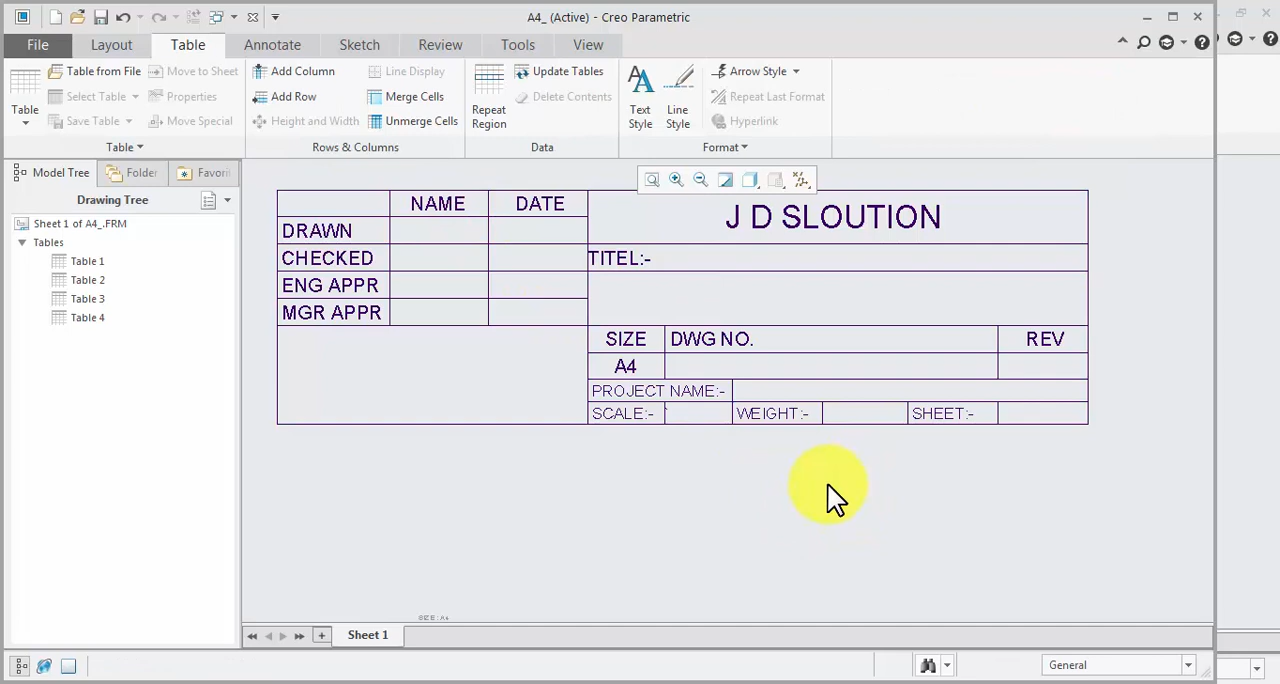 A4_ (Active) - Creo Parametric
File Layout Table Annotate Sketch Review Tools View
Table from File Move to Sheet Add Column Line Display Update Tables Arrow Style
Select Table Properties Add Row Merge Cells Delete Contents Repeat Last Format
Table Save Table Move Special Height and Width Unmerge Cells Repeat Region Text Style Line Style Hyperlink
Table Rows & Columns Data Format
Model Tree Folder Favori
Drawing Tree
Sheet 1 of A4_.FRM
Tables
Table 1
Table 2
Table 3
Table 4
NAME DATE J D SLOUTION
DRAWN
CHECKED TITEL:-
ENG APPR
MGR APPR
SIZE DWG NO. REV
A4
PROJECT NAME:-
SCALE:- WEIGHT:- SHEET:-
SIZE : A4
Sheet 1
General